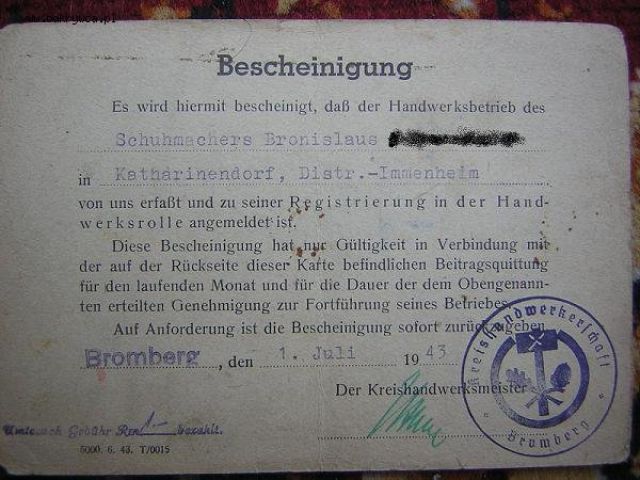 Bescheinigung
Es wird hiermit bescheinigt, daß der Handwerksbetrieb des
Schuhmachers Bronislaus
in Katharinendorf, Distr.-Immenheim
von uns erfaßt und zu seiner Registrierung in der Hand-
werksrolle angemeldet ist.
Diese Bescheinigung hat nur Gültigkeit in Verbindung mit
der auf der Rückseite dieser Karte befindlichen Beitragsquittung
für den laufenden Monat und für die Dauer der dem Obengenann-
ten erteilten Genehmigung zur Fortführung seines Betriebes.
Auf Anforderung ist die Bescheinigung sofort zurückzugeben.
Bromberg, den 1. Juli 1943
Der Kreishandwerksmeister
Kreishandwerkerschaft
Bromberg
Gebühr bezahlt.
5000. 6. 43. T/0015